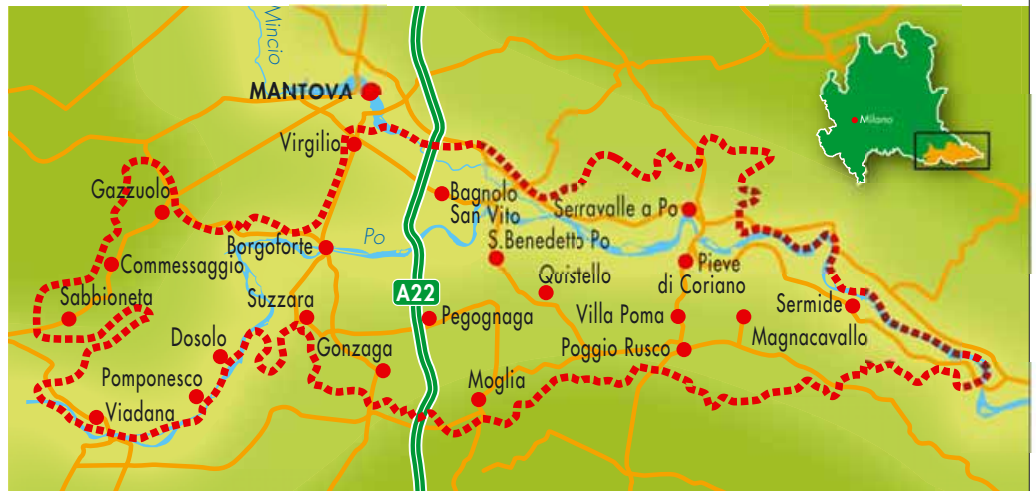 Mincio
MANTOVA
Milano
Virgilio
Gazzuolo
Bagnolo
San Vito
Serravalle a Po
Po
Borgoforte
S.Benedetto Po
Commessaggio
Pieve
di Coriano
Quistello
A22
Sabbioneta
Suzzara
Sermide
Pegognaga
Villa Poma
Magnacavallo
Dosolo
Gonzaga
Poggio Rusco
Pomponesco
Moglia
Viadana